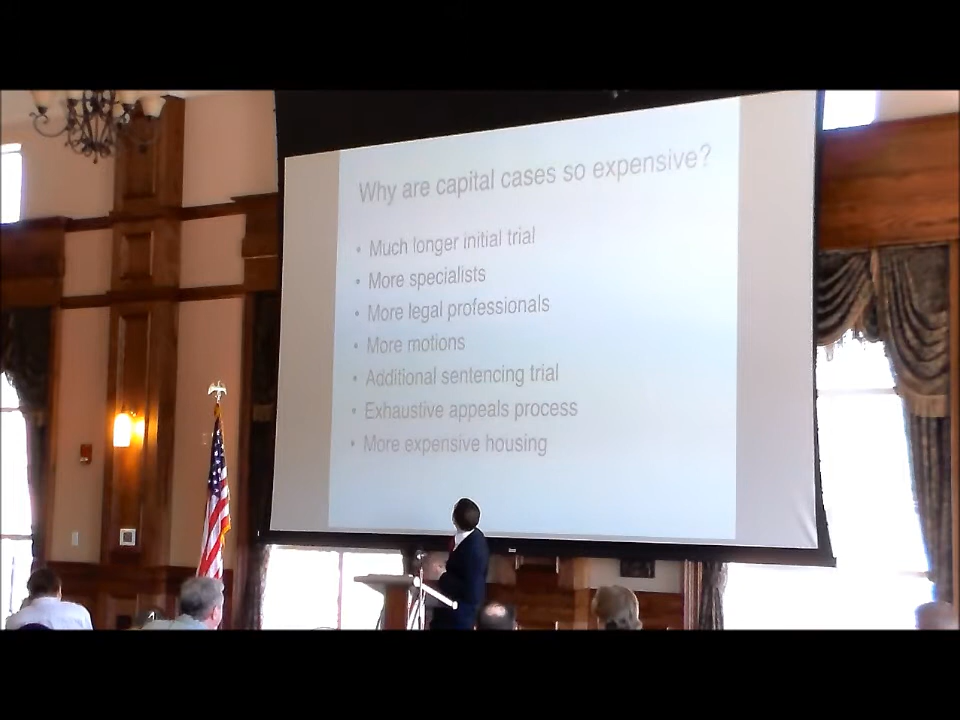 Why are capital cases so expensive?
• Much longer initial trial
• More specialists
• More legal professionals
• More motions
• Additional sentencing trial
• Exhaustive appeals process
• More expensive housing